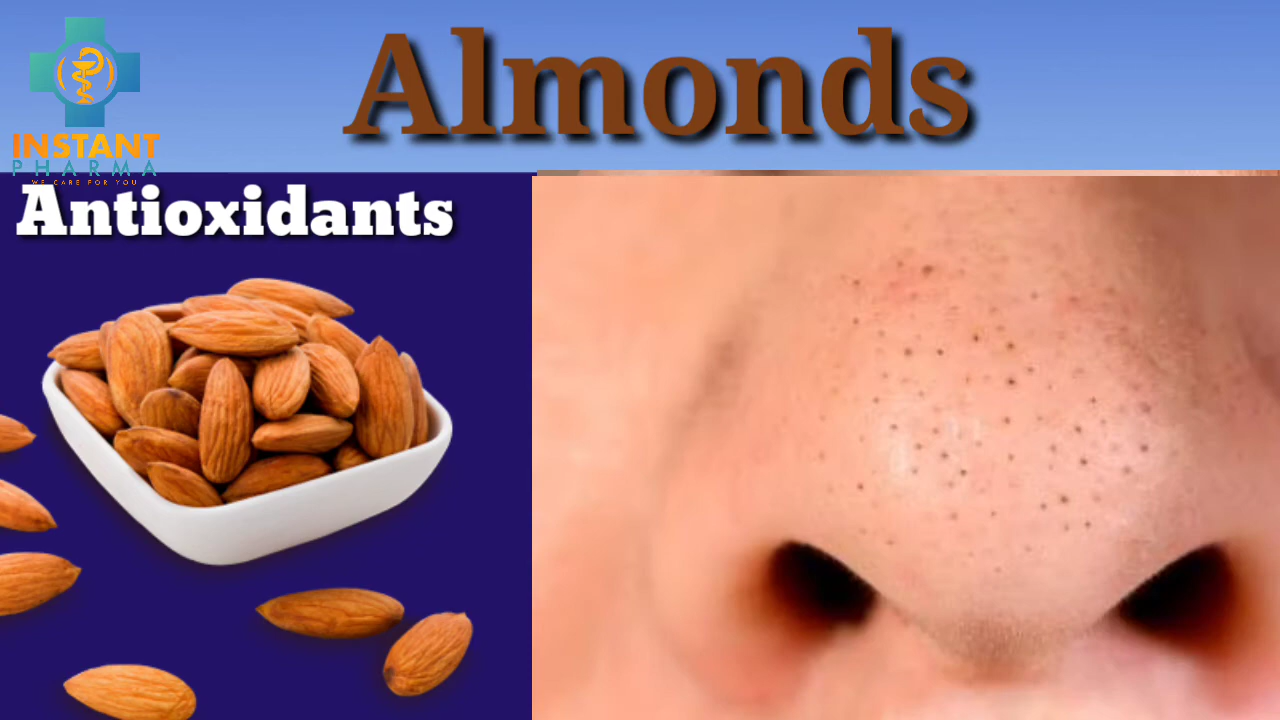 Almonds
INSTANT
PHARMA
WE CARE FOR YOU
Antioxidants